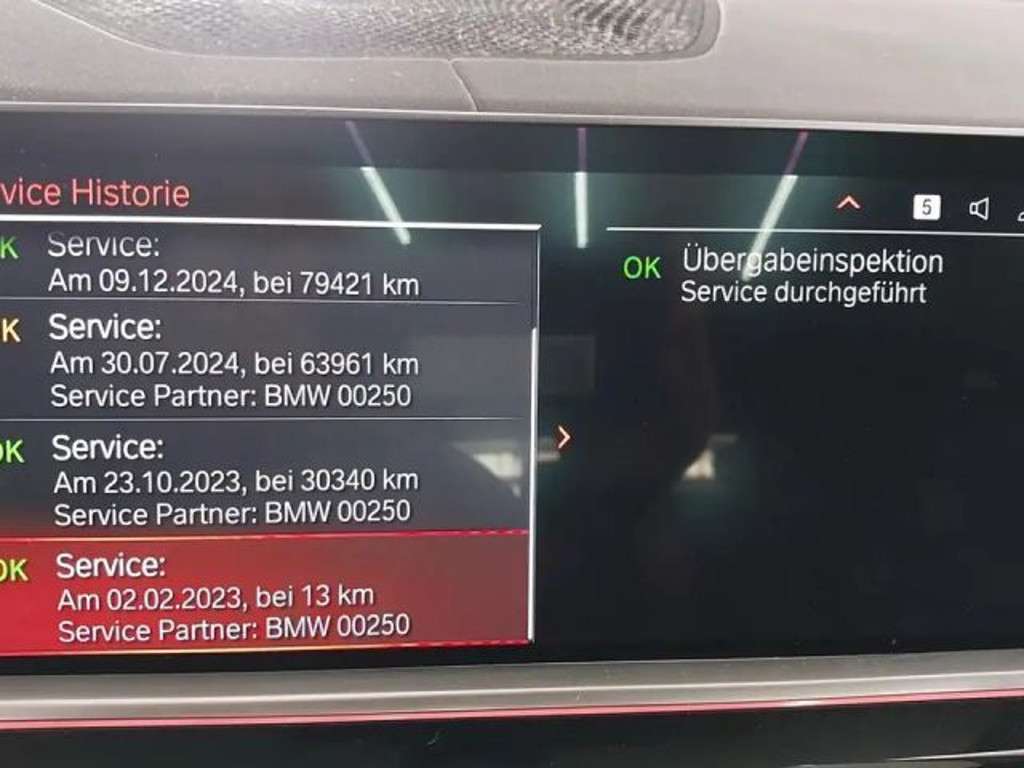 vice Historie
5
K Service:
Am 09.12.2024, bei 79421 km
K Service:
Am 30.07.2024, bei 63961 km
Service Partner: BMW 00250
OK Service:
Am 23.10.2023, bei 30340 km
Service Partner: BMW 00250
OK Service:
Am 02.02.2023, bei 13 km
Service Partner: BMW 00250
OK Übergabeinspektion
Service durchgeführt